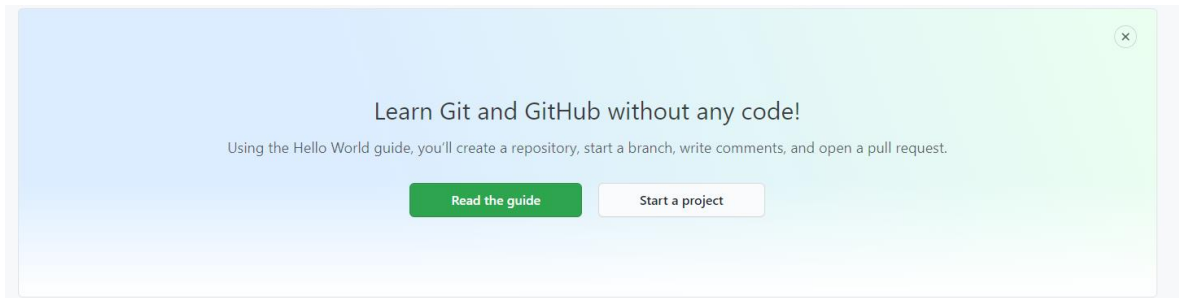 Learn Git and GitHub without any code!
Using the Hello World guide, you’ll create a repository, start a branch, write comments, and open a pull request.
Read the guide
Start a project